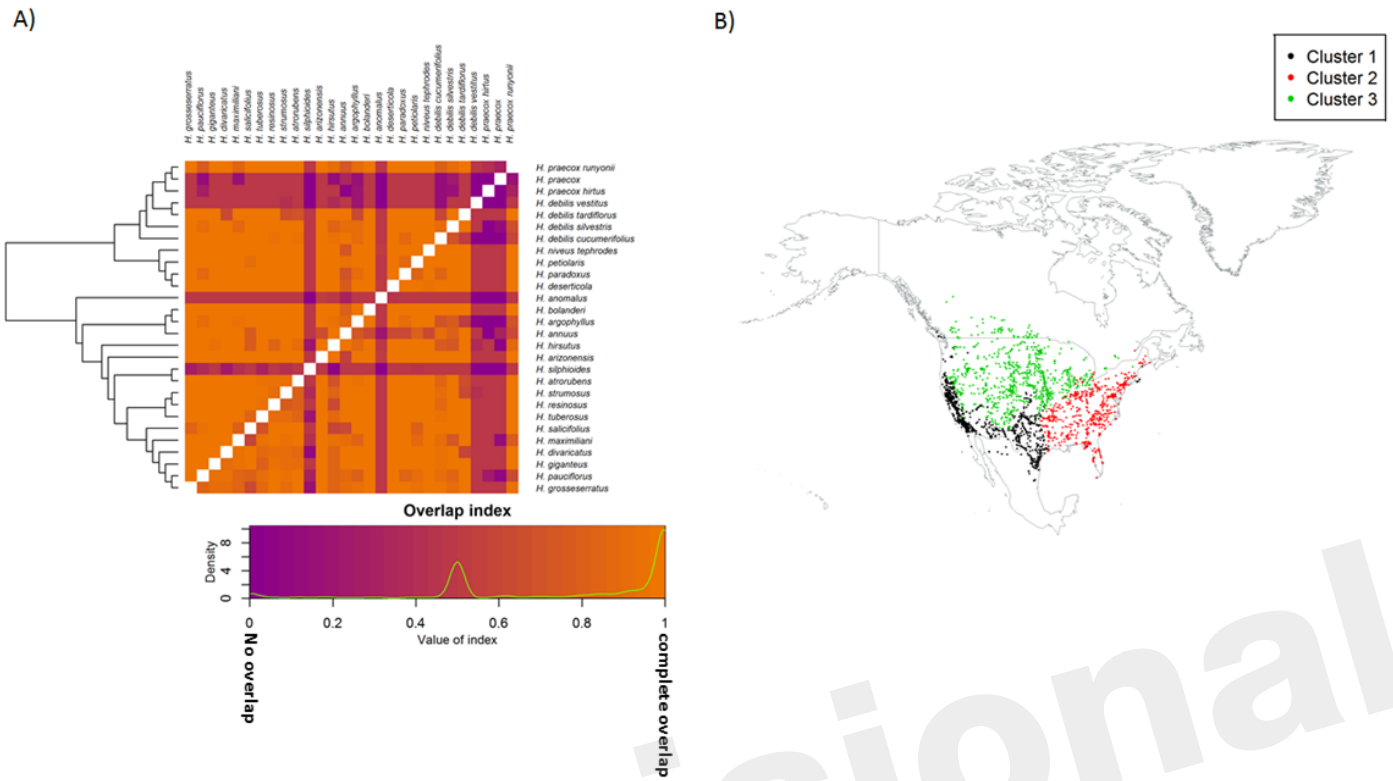 A)
B)
H. grosseserratus
H. pauciflorus
H. giganteus
H. divaricatus
H. maximiliani
H. salicifolius
H. tuberosus
H. resinosus
H. strumosus
H. atrorubens
H. silphioides
H. arizonensis
H. hirsutus
H. annuus
H. argophyllus
H. bolanderi
H. anomalus
H. deserticola
H. paradoxus
H. petiolaris
H. niveus tephrodes
H. debilis cucumerifolius
H. debilis silvestris
H. debilis tardiflorus
H. debilis vestitus
H. praecox hirtus
H. praecox
H. praecox runyonii
H. praecox runyonii
H. praecox
H. praecox hirtus
H. debilis vestitus
H. debilis tardiflorus
H. debilis silvestris
H. debilis cucumerifolius
H. niveus tephrodes
H. petiolaris
H. paradoxus
H. deserticola
H. anomalus
H. bolanderi
H. argophyllus
H. annuus
H. hirsutus
H. arizonensis
H. silphioides
H. atrorubens
H. strumosus
H. resinosus
H. tuberosus
H. salicifolius
H. maximiliani
H. divaricatus
H. giganteus
H. pauciflorus
H. grosseserratus
Overlap index
Density
0 4 8
0 0.2 0.4 0.6 0.8 1
Value of index
No overlap
complete overlap
Cluster 1
Cluster 2
Cluster 3
sional